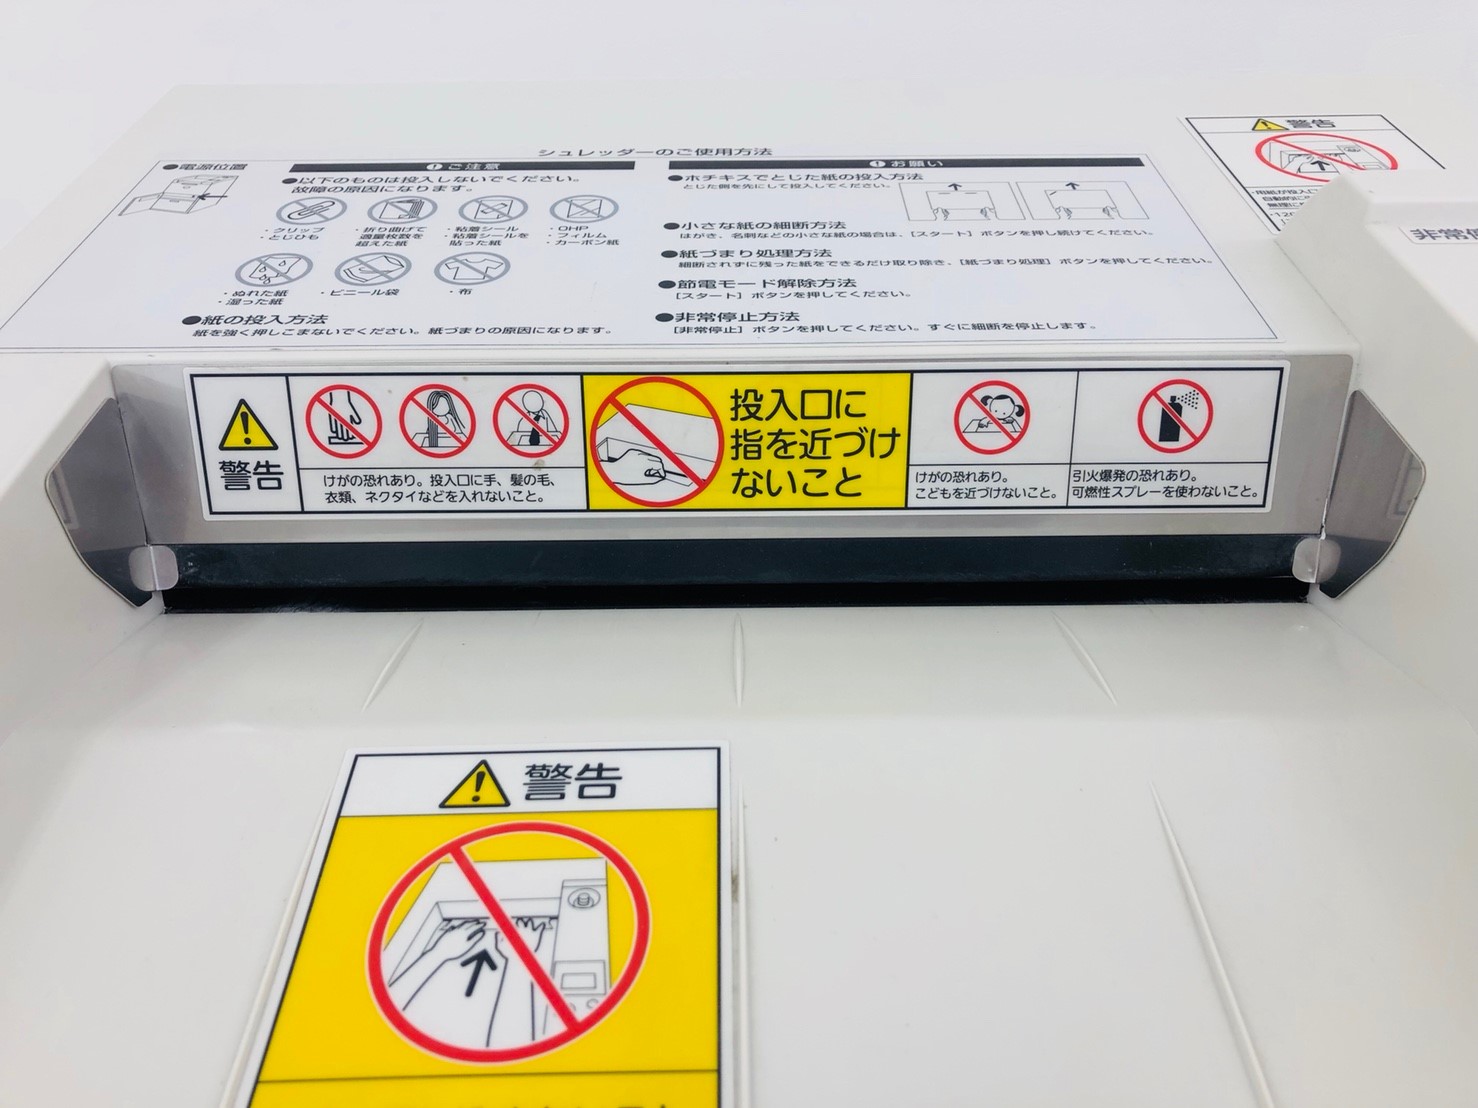 シュレッダーのご使用方法
●電源位置
ご注意
●以下のものは投入しないでください。
故障の原因になります。
・クリップ
・とじひも
・折り曲げて
適量枚数を
超えた紙
・粘着シール
・粘着シールを
貼った紙
・OHP
・フィルム
・カーボン紙
・ぬれた紙
・湿った紙
・ビニール袋
・布
●紙の投入方法
紙を強く押しこまないでください。紙づまりの原因になります。
お願い
●ホチキスでとじた紙の投入方法
とじた側を先にして投入してください。
●小さな紙の細断方法
はがき、名刺などの小さな紙の場合は、[スタート]ボタンを押し続けてください。
●紙づまり処理方法
細断されずに残った紙をできるだけ取り除き、[紙づまり処理]ボタンを押してください。
●節電モード解除方法
[スタート]ボタンを押してください。
●非常停止方法
[非常停止]ボタンを押してください。すぐに細断を停止します。
警告
・用紙が投入口
自動的に
無理に
非常停
警告
けがの恐れあり。投入口に手、髪の毛、
衣類、ネクタイなどを入れないこと。
投入口に
指を近づけ
ないこと
けがの恐れあり。
こどもを近づけないこと。
引火爆発の恐れあり。
可燃性スプレーを使わないこと。
警告